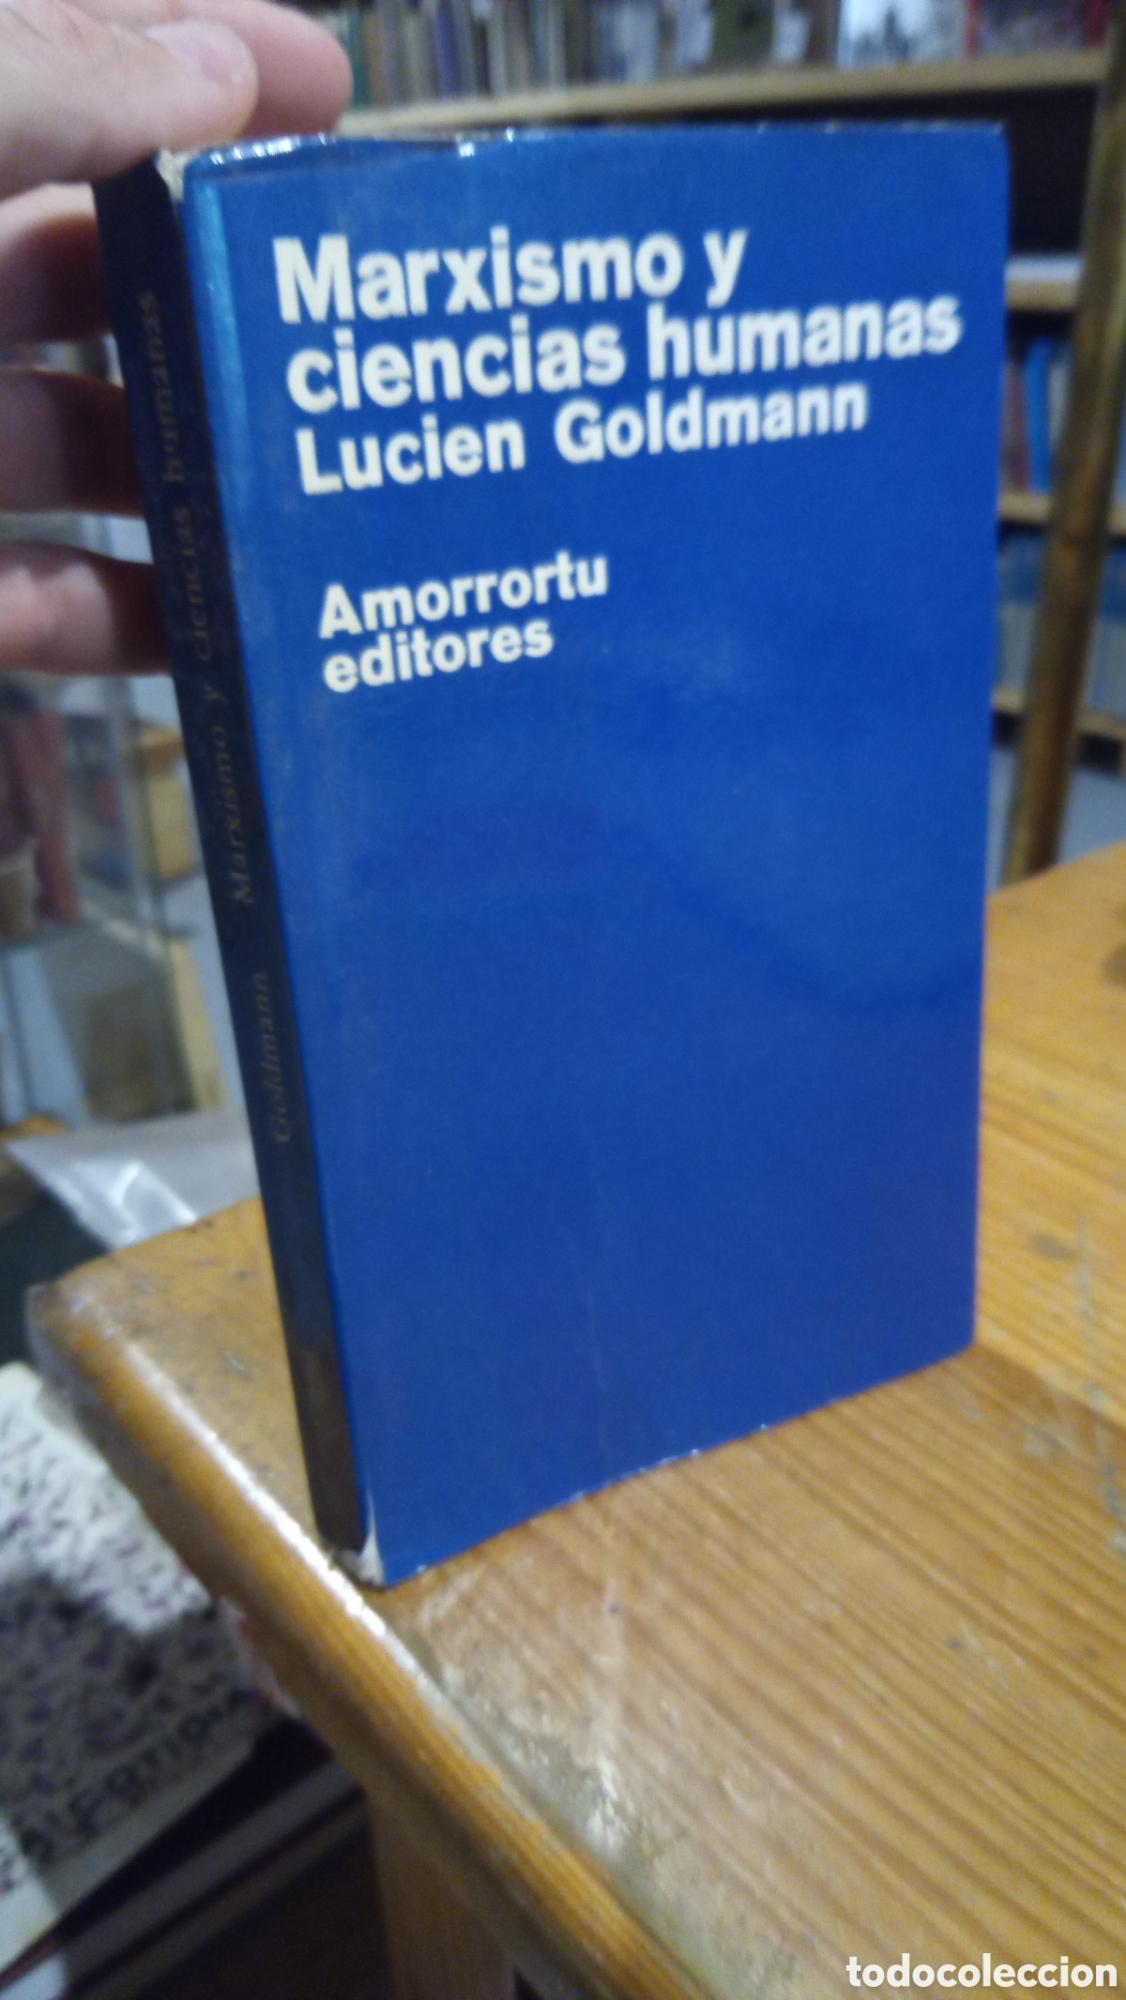 Marxismo y
ciencias humanas
Lucien Goldmann
Amorrortu
editores
Goldmann Marxismo y ciencias humanas
todocoleccion